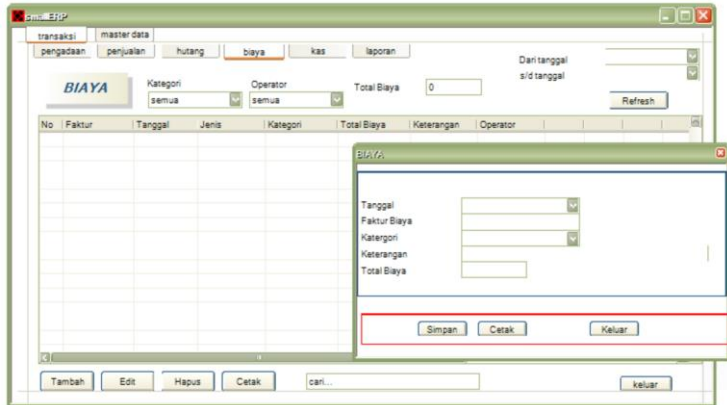 smc.ERP
transaksi master data
pengadaan penjualan hutang biaya kas laporan
Dari tanggal
s/d tanggal
BIAYA
Kategori Operator Total Biaya 0
semua semua
Refresh
No Faktur Tanggal Jenis Kategori Total Biaya Keterangan Operator
BIAYA
Tanggal
Faktur Biaya
Katergori
Keterangan
Total Biaya
Simpan Cetak Keluar
Tambah Edit Hapus Cetak cari... keluar